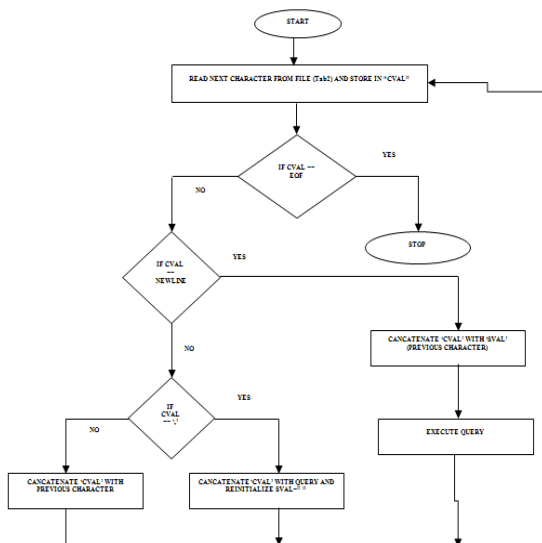 START
READ NEXT CHARACTER FROM FILE (Tab2) AND STORE IN "CVAL"
IF CVAL ==
EOF
YES
NO
STOP
IF CVAL
==
NEWLINE
YES
CANCATENATE 'CVAL' WITH 'SVAL'
(PREVIOUS CHARACTER)
NO
IF
CVAL
== ','
YES
NO
EXECUTE QUERY
CANCATENATE 'CVAL' WITH
PREVIOUS CHARACTER
CANCATENATE 'CVAL' WITH QUERY AND
REINITIALIZE SVAL=" "